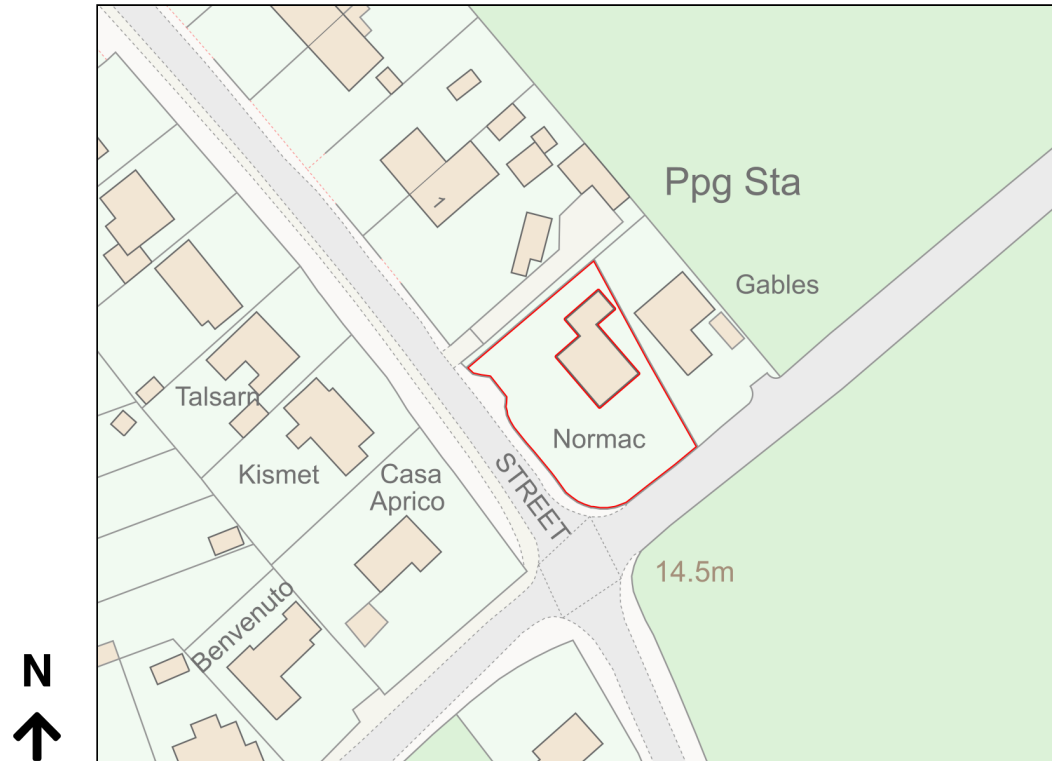 Ppg Sta
Gables
1
Talsarn
Normac
Kismet
Casa
Aprico
STREET
14.5m
Benvenuto
N